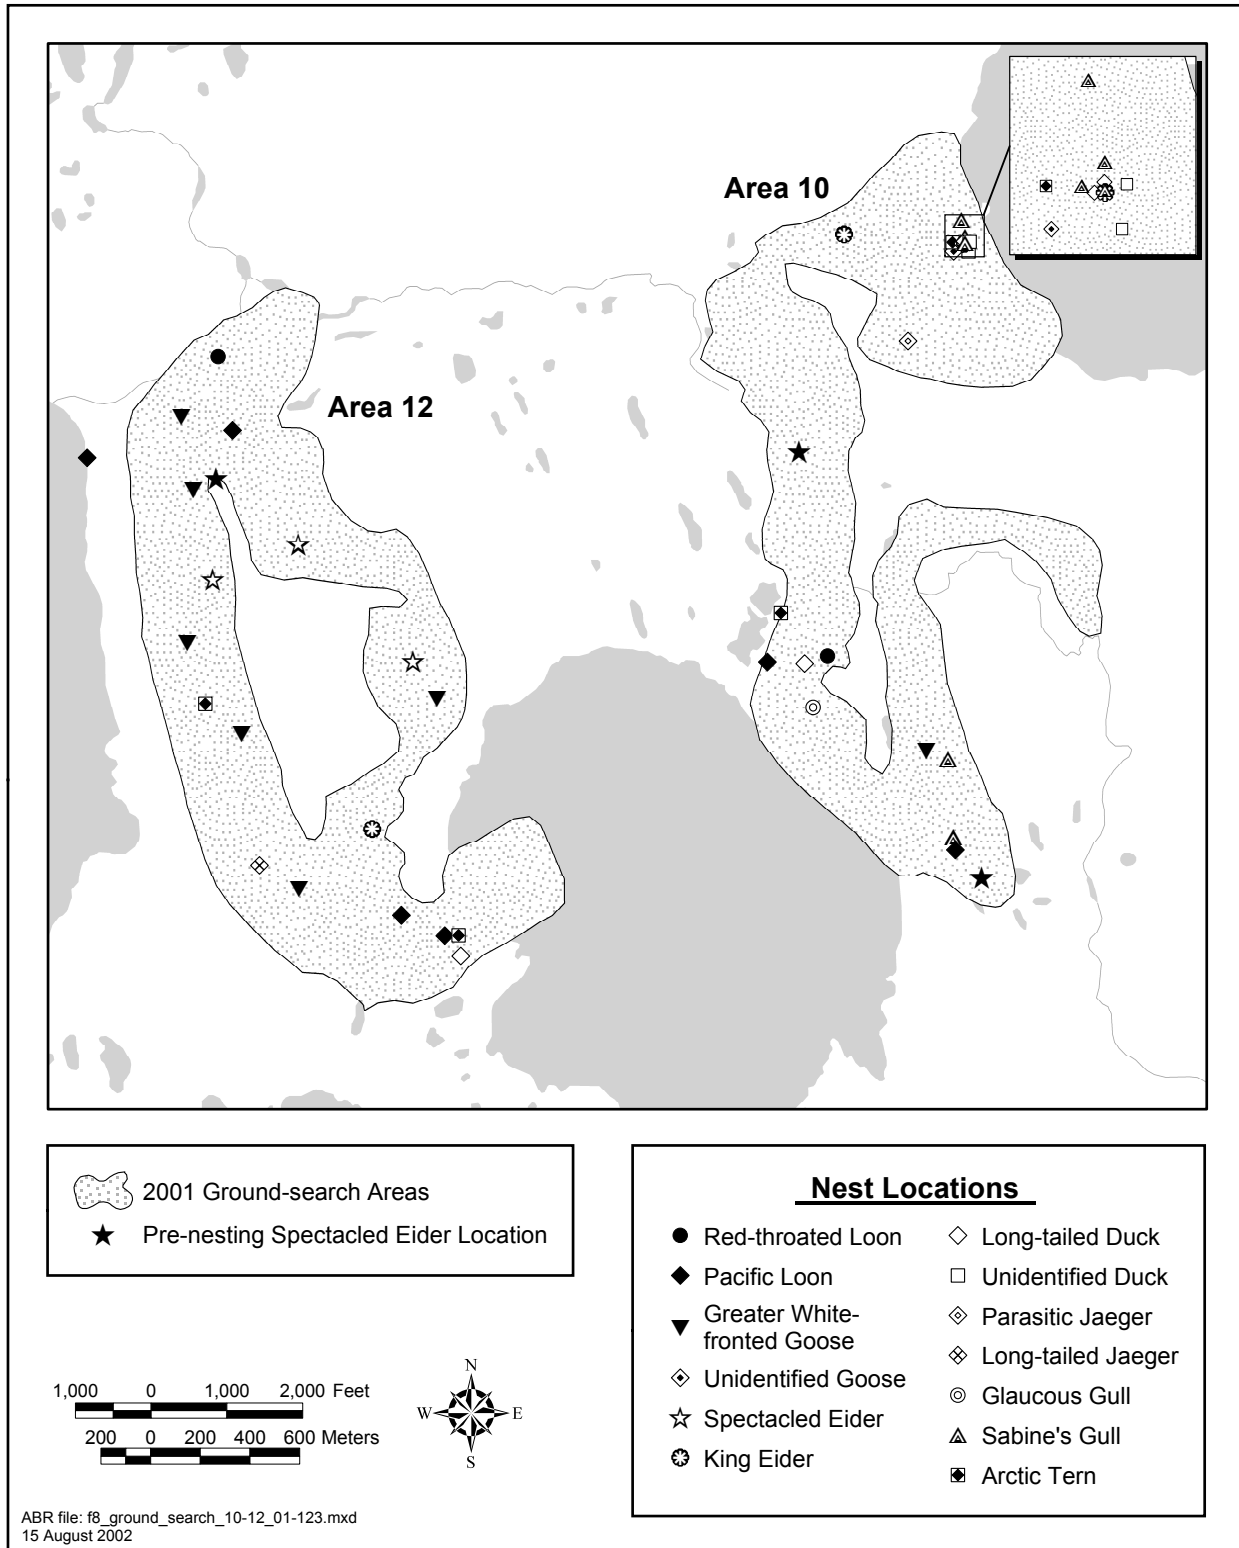 Area 10
Area 12
2001 Ground-search Areas
Pre-nesting Spectacled Eider Location
Nest Locations
Red-throated Loon
Pacific Loon
Greater White-
fronted Goose
Unidentified Goose
Spectacled Eider
King Eider
Long-tailed Duck
Unidentified Duck
Parasitic Jaeger
Long-tailed Jaeger
Glaucous Gull
Sabine's Gull
Arctic Tern
1,000 0 1,000 2,000 Feet
200 0 200 400 600 Meters
N
W E
S
ABR file: f8_ground_search_10-12_01-123.mxd
15 August 2002